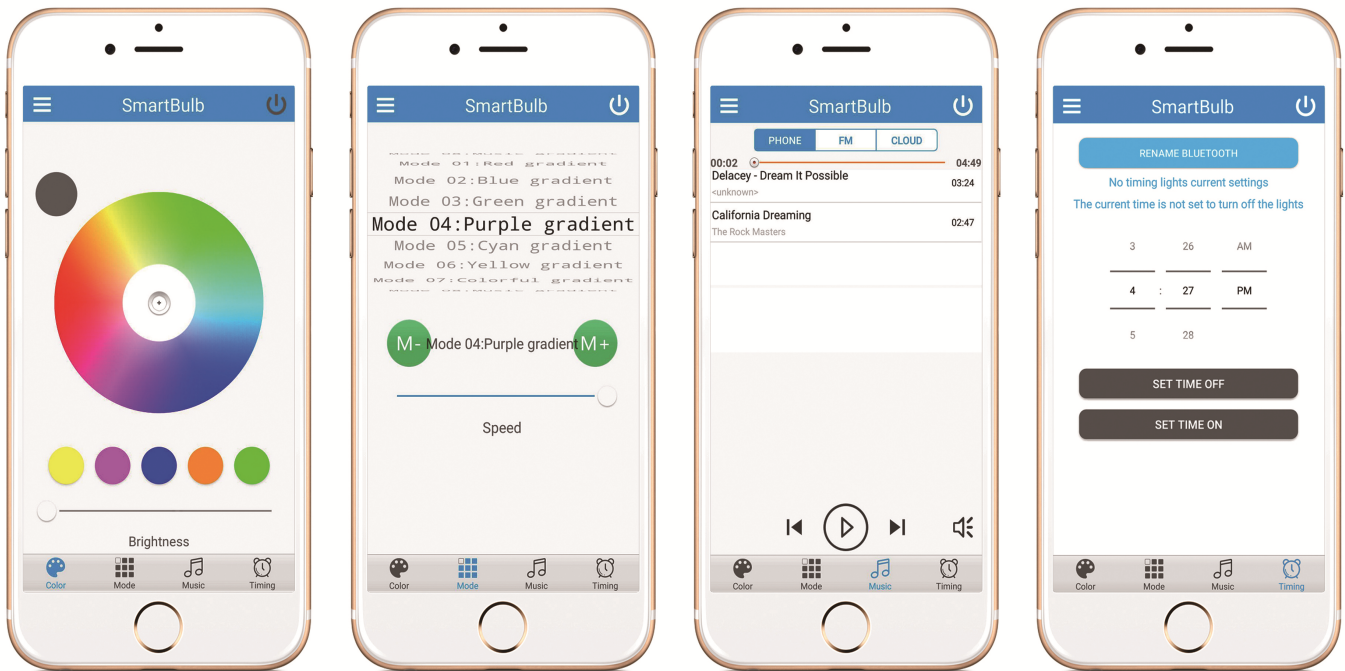 SmartBulb
Brightness
Color Mode Music Timing
SmartBulb
Mode 01:Red gradient
Mode 02:Blue gradient
Mode 03:Green gradient
Mode 04:Purple gradient
Mode 05:Cyan gradient
Mode 06:Yellow gradient
Mode 07:Colorful gradient
M- Mode 04:Purple gradient M+
Speed
Color Mode Music Timing
SmartBulb
PHONE FM CLOUD
00:02 04:49
Delacey - Dream It Possible 03:24
<unknown>
California Dreaming 02:47
The Rock Masters
Color Mode Music Timing
SmartBulb
RENAME BLUETOOTH
No timing lights current settings
The current time is not set to turn off the lights
3 26 AM
4 : 27 PM
5 28
SET TIME OFF
SET TIME ON
Color Mode Music Timing